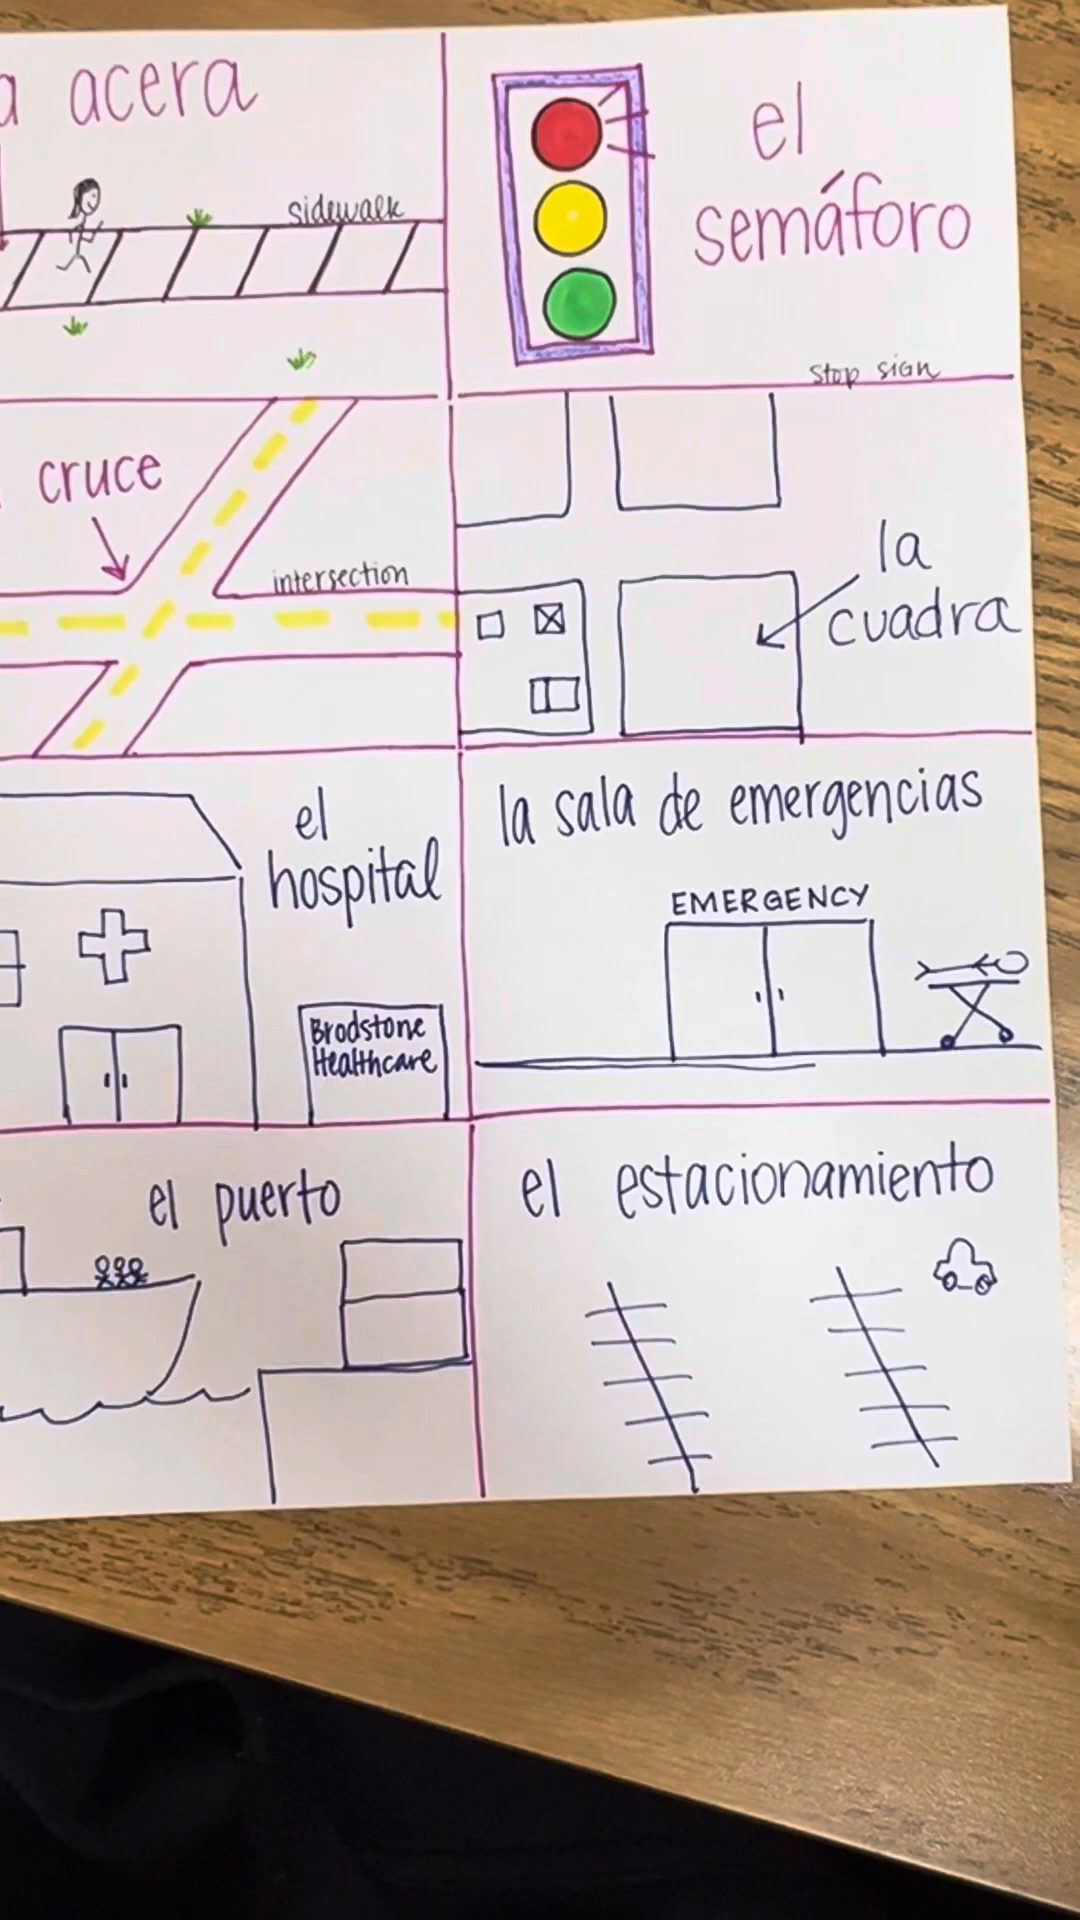 acera
sidewalk
el
semáforo
stop sign
cruce
intersection
la
cuadra
el
hospital
Brodstone
Healthcare
la sala de emergencias
EMERGENCY
el puerto
el estacionamiento